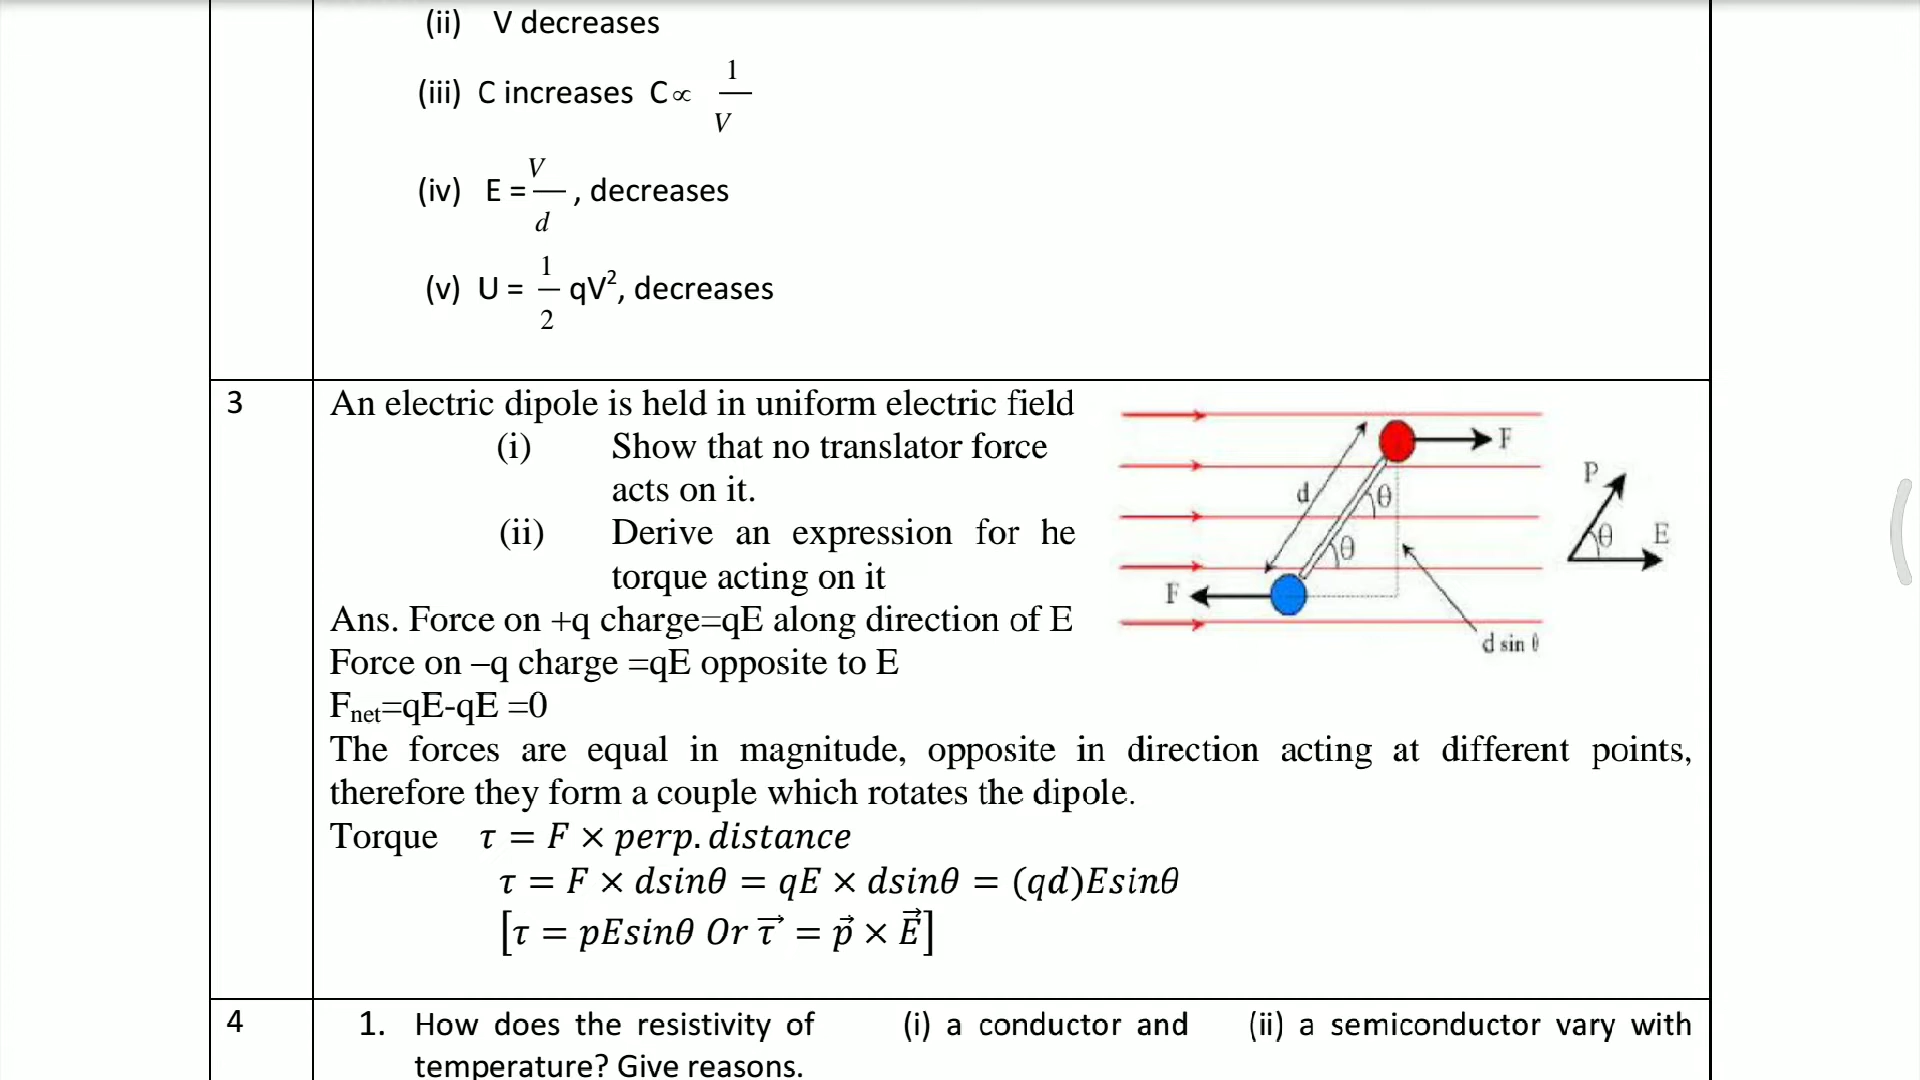 (ii) V decreases
(iii) C increases C ∝ 1/V
(iv) E = V/d, decreases
(v) U = 1/2 qV², decreases
3
An electric dipole is held in uniform electric field
(i) Show that no translator force
acts on it.
(ii) Derive an expression for he
torque acting on it
Ans. Force on +q charge=qE along direction of E
Force on –q charge =qE opposite to E
Fnet=qE-qE =0
The forces are equal in magnitude, opposite in direction acting at different points,
therefore they form a couple which rotates the dipole.
Torque τ = F × perp. distance
τ = F × dsinθ = qE × dsinθ = (qd)Esinθ
[τ = pEsinθ Or τ⃗ = p⃗ × E⃗]
F
d
θ
θ
F
d sin θ
P
θ
E
4
1. How does the resistivity of (i) a conductor and (ii) a semiconductor vary with
temperature? Give reasons.